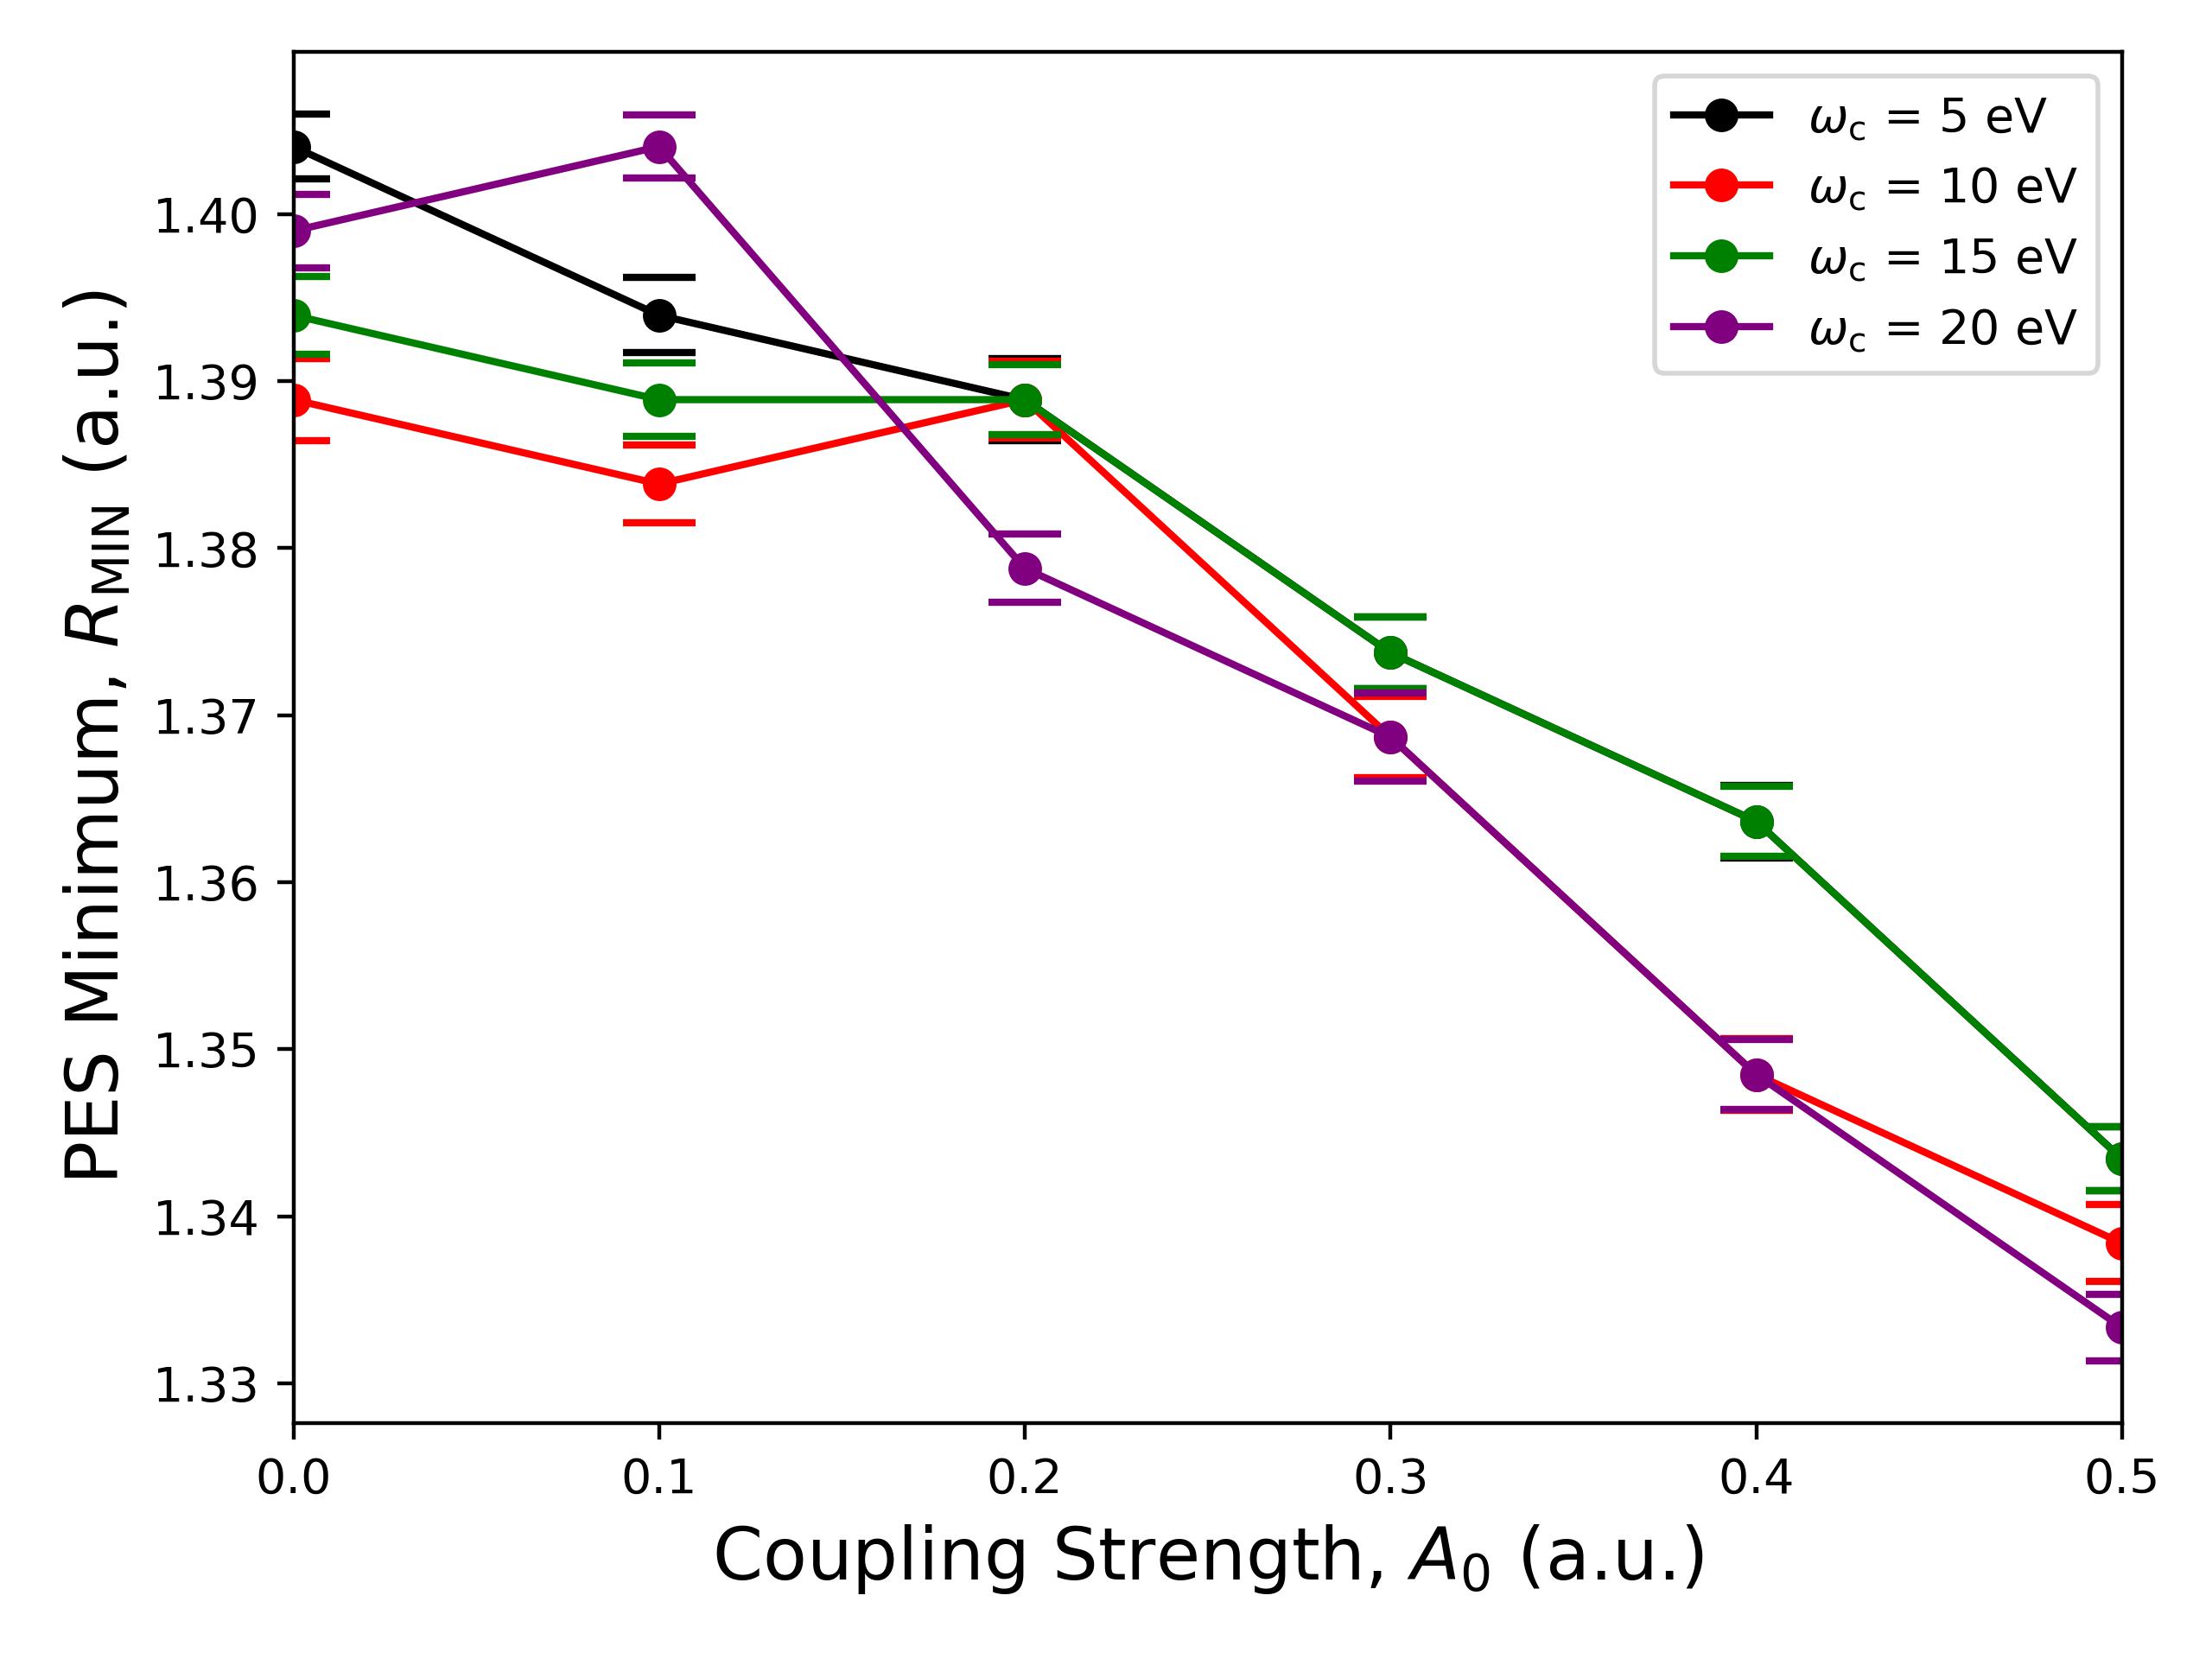 ωc = 5 eV
ωc = 10 eV
ωc = 15 eV
ωc = 20 eV
PES Minimum, RMIN (a.u.)
1.40
1.39
1.38
1.37
1.36
1.35
1.34
1.33
0.0 0.1 0.2 0.3 0.4 0.5
Coupling Strength, A0 (a.u.)